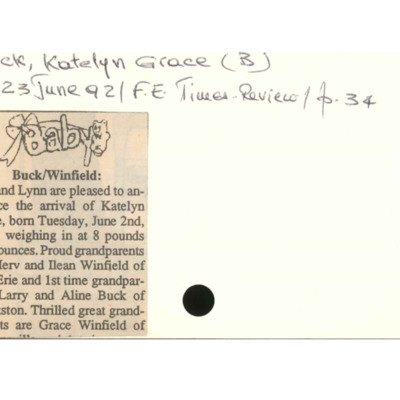 ck, Katelyn Grace (B)
23 June 92 / F.E. Times-Review / p. 34
Baby
Buck/Winfield:
and Lynn are pleased to an-
ce the arrival of Katelyn
e, born Tuesday, June 2nd,
weighing in at 8 pounds
ounces. Proud grandparents
Merv and Ilean Winfield of
Erie and 1st time grandpar-
Larry and Aline Buck of
kston. Thrilled great grand-
ts are Grace Winfield of